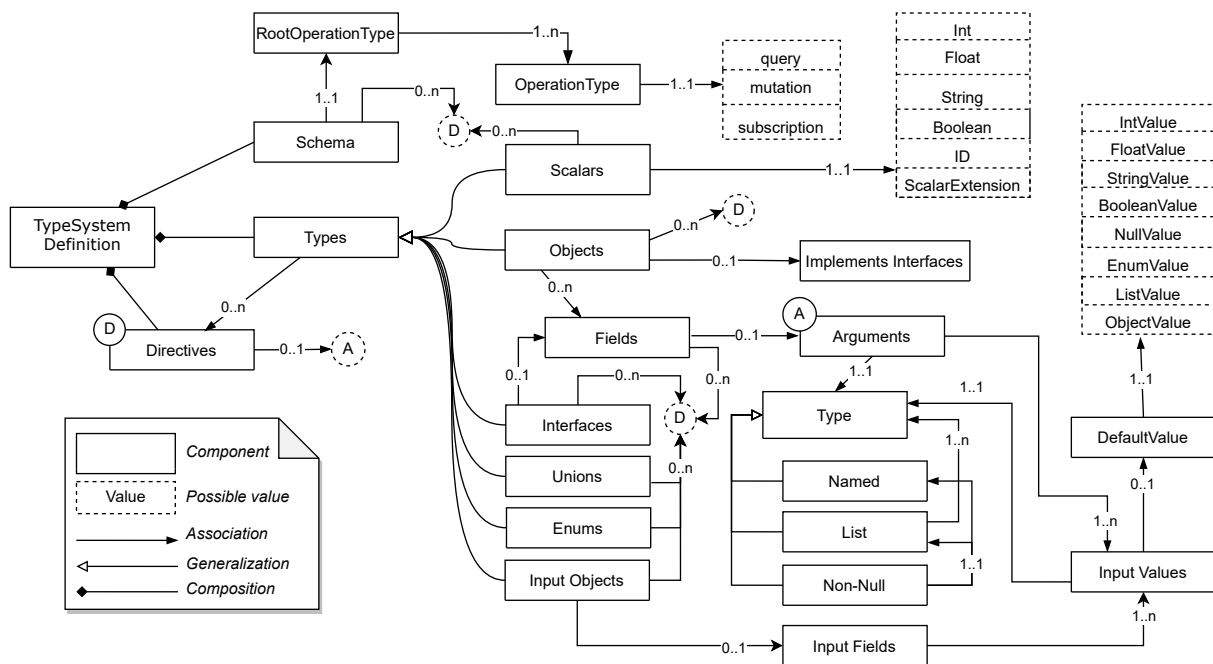 RootOperationType
1..n
OperationType
1..1
query
mutation
subscription
Int
Float
String
Boolean
ID
ScalarExtension
1..1
0..n
D
Schema
0..n
Scalars
1..1
IntValue
FloatValue
StringValue
BooleanValue
NullValue
EnumValue
ListValue
ObjectValue
TypeSystem
Definition
Types
Objects
0..n
D
0..1
Implements Interfaces
0..n
0..n
D
Directives
0..1
A
Fields
0..1
A
Arguments
0..1
0..n
0..n
1..1
1..1
1..1
Interfaces
D
Type
1..n
DefaultValue
Component
Value
Possible value
Association
Generalization
Composition
Unions
0..n
Named
0..1
Enums
List
1..n
Input Objects
Non-Null
1..1
Input Values
0..1
Input Fields
1..n